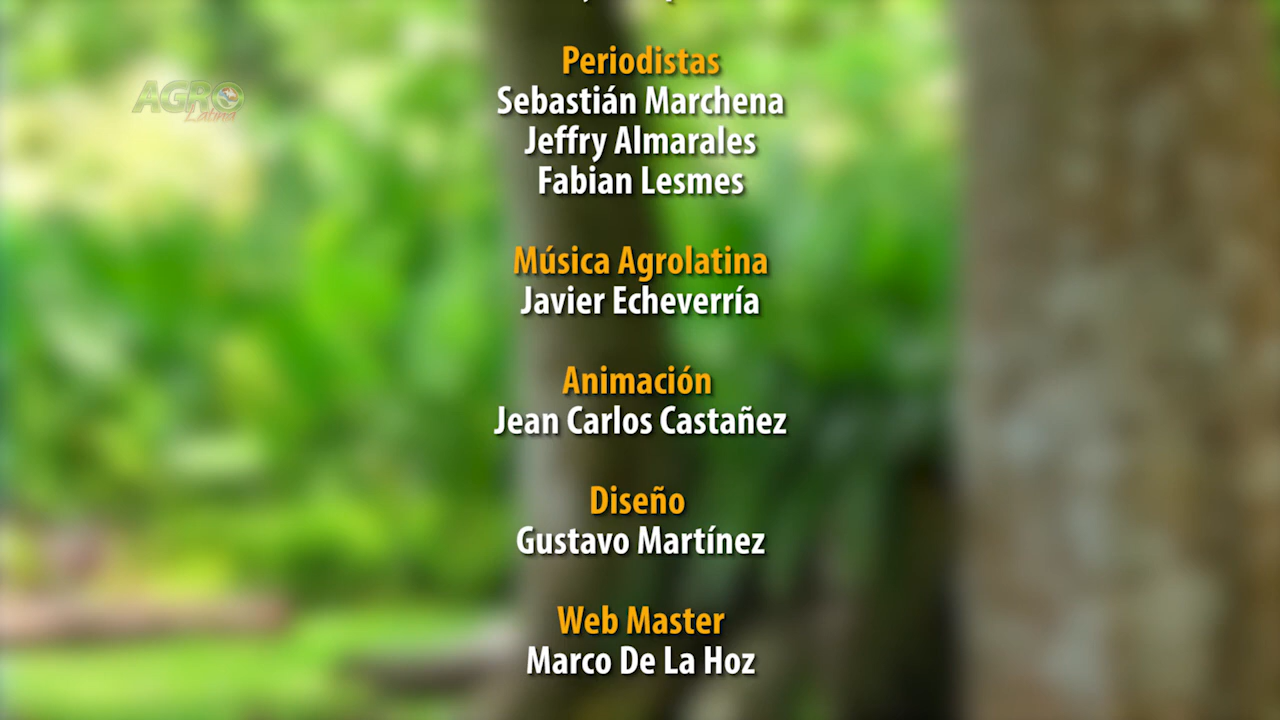 AGRO
Latina
Periodistas
Sebastián Marchena
Jeffry Almarales
Fabian Lesmes
Música Agrolatina
Javier Echeverría
Animación
Jean Carlos Castañez
Diseño
Gustavo Martínez
Web Master
Marco De La Hoz